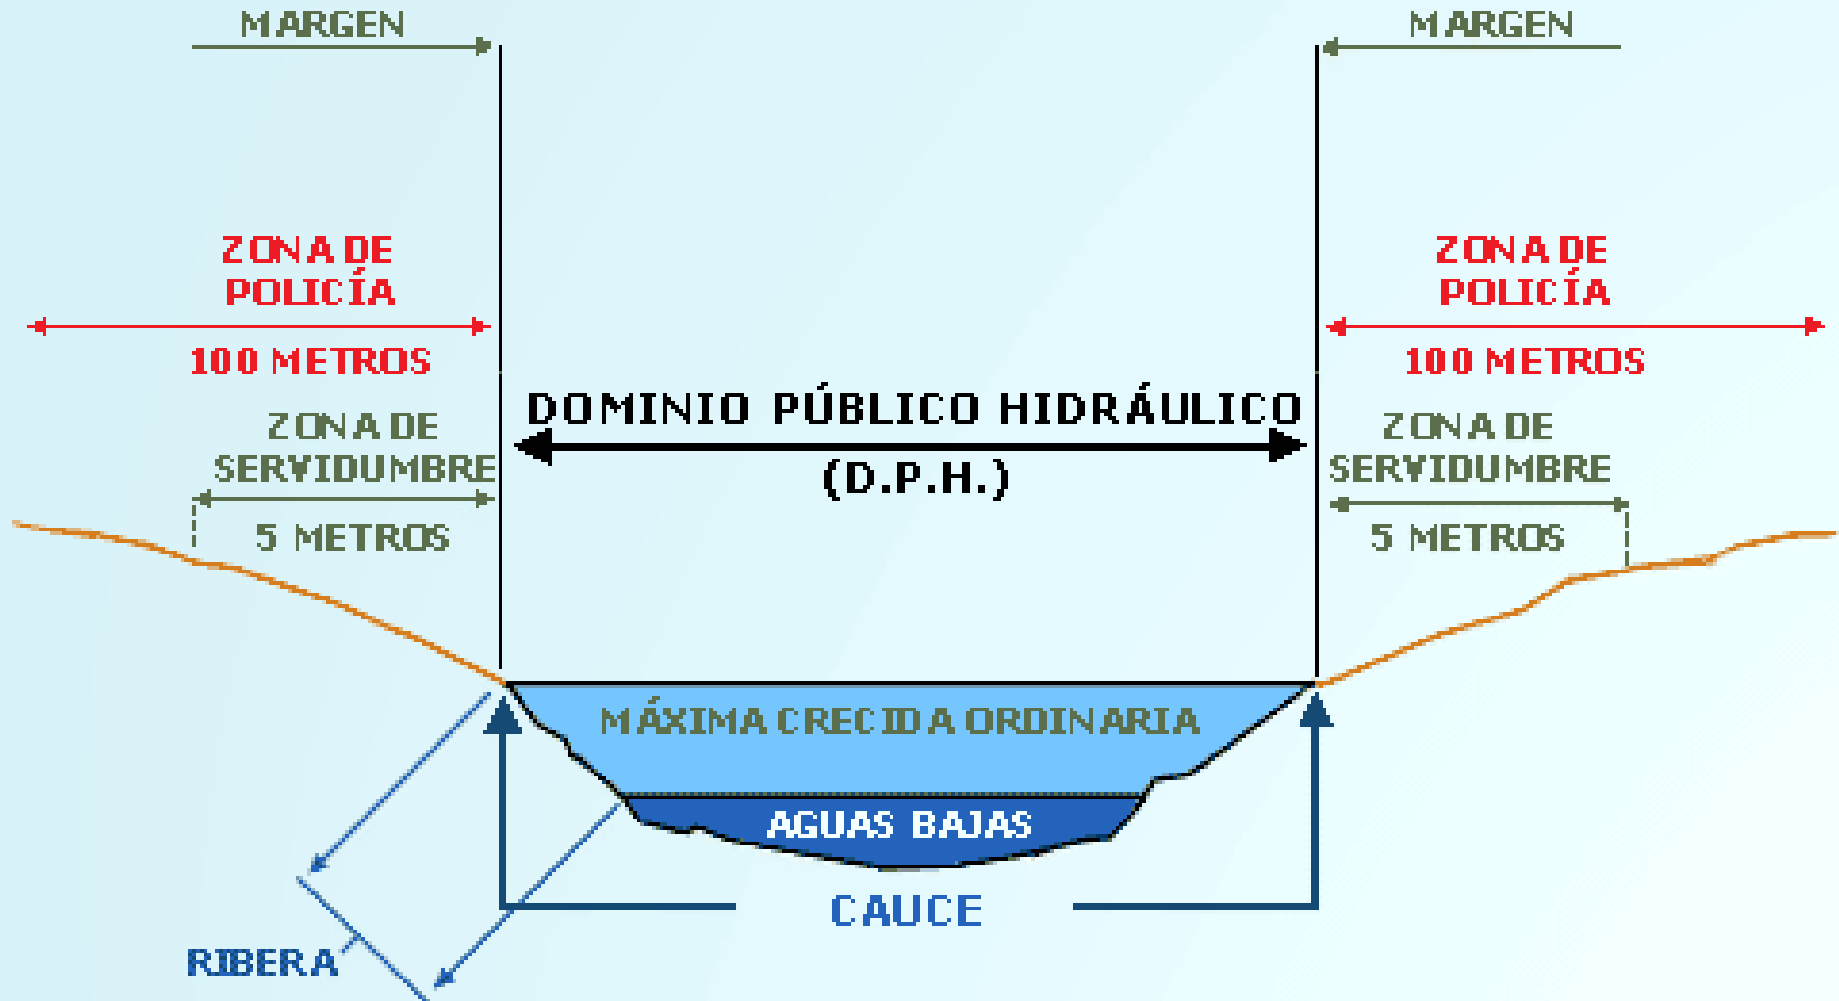 MARGEN
MARGEN
ZONA DE
POLICÍA
100 METROS
ZONA DE
POLICÍA
100 METROS
DOMINIO PÚBLICO HIDRÁULICO
(D.P.H.)
ZONA DE
SERVIDUMBRE
5 METROS
ZONA DE
SERVIDUMBRE
5 METROS
MÁXIMA CRECIDA ORDINARIA
AGUAS BAJAS
CAUCE
RIBERA